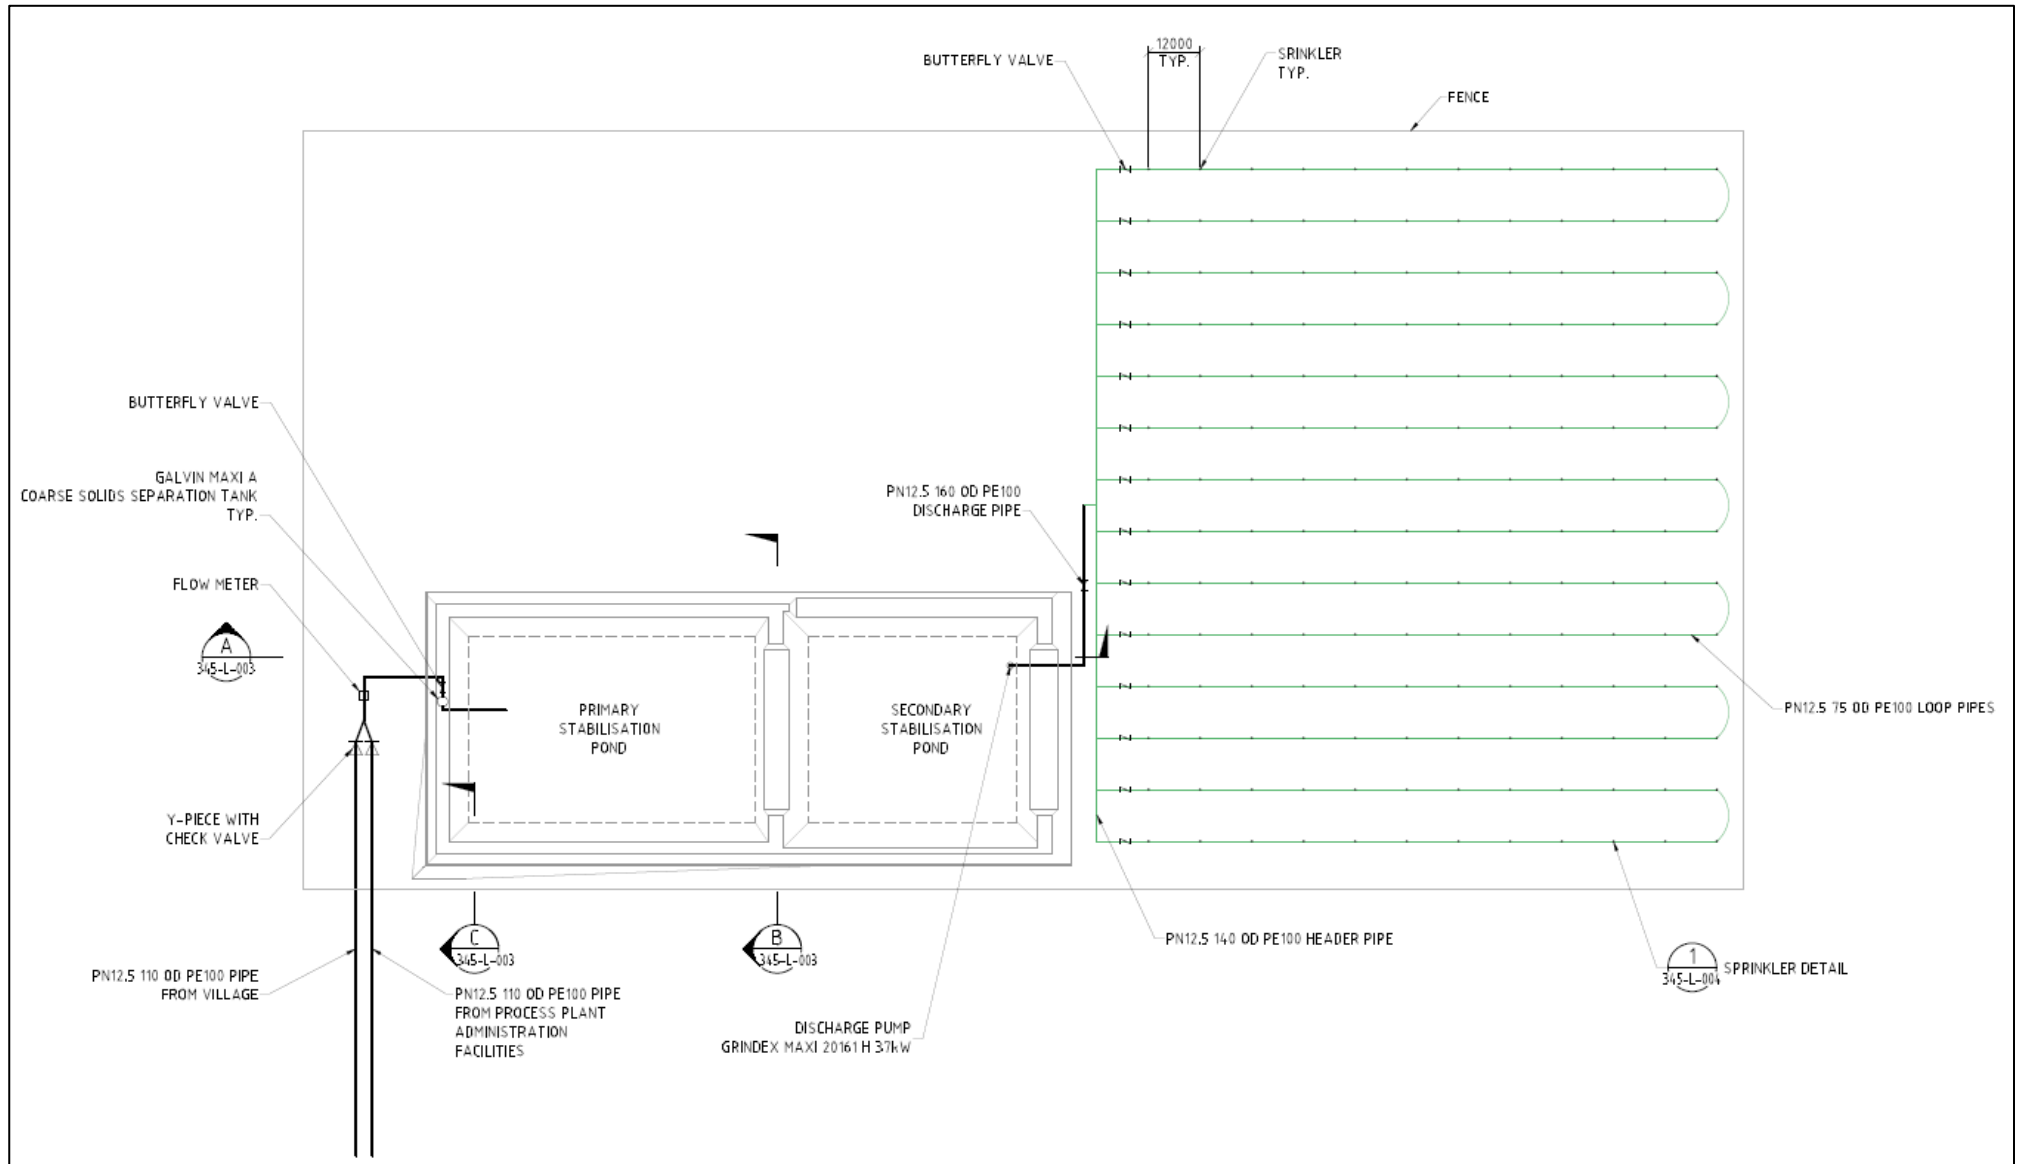 12000
TYP.
BUTTERFLY VALVE
SRINKLER
TYP.
FENCE
BUTTERFLY VALVE
GALVIN MAXI A
COARSE SOLIDS SEPARATION TANK
TYP.
PN12.5 160 OD PE100
DISCHARGE PIPE
FLOW METER
A
345-L-003
PRIMARY
STABILISATION
POND
SECONDARY
STABILISATION
POND
PN12.5 75 OD PE100 LOOP PIPES
Y-PIECE WITH
CHECK VALVE
C
345-L-003
B
345-L-003
PN12.5 140 OD PE100 HEADER PIPE
1
345-L-004
SPRINKLER DETAIL
PN12.5 110 OD PE100 PIPE
FROM VILLAGE
PN12.5 110 OD PE100 PIPE
FROM PROCESS PLANT
ADMINISTRATION
FACILITIES
DISCHARGE PUMP
GRINDEX MAXI 20161 H 37kW